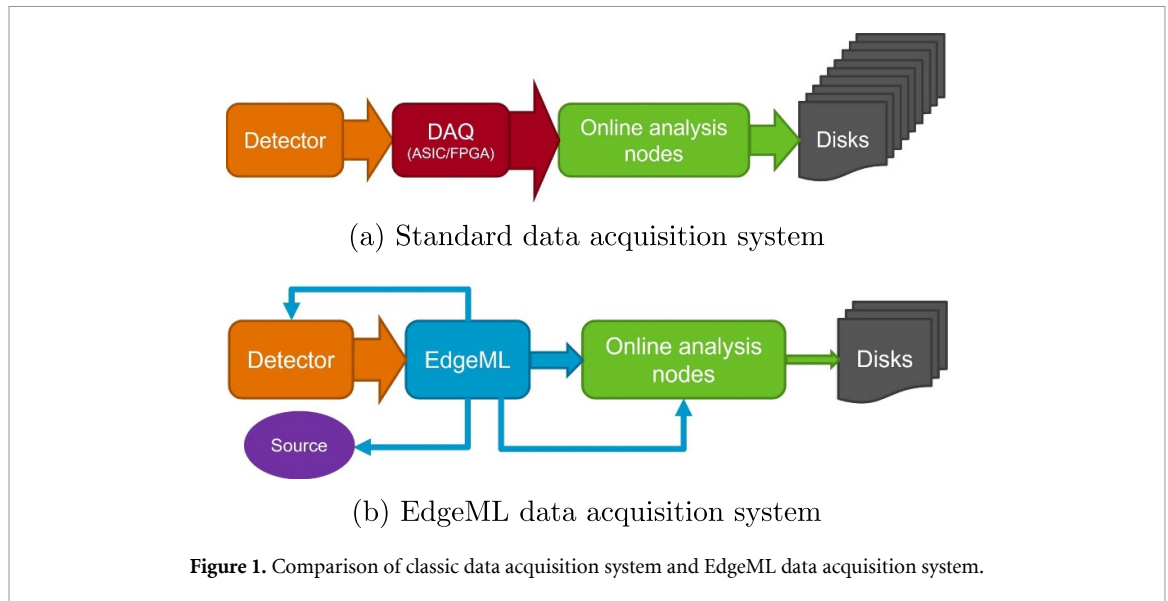 Detector
DAQ
(ASIC/FPGA)
Online analysis
nodes
Disks
(a) Standard data acquisition system
Detector
EdgeML
Online analysis
nodes
Disks
Source
(b) EdgeML data acquisition system
Figure 1. Comparison of classic data acquisition system and EdgeML data acquisition system.